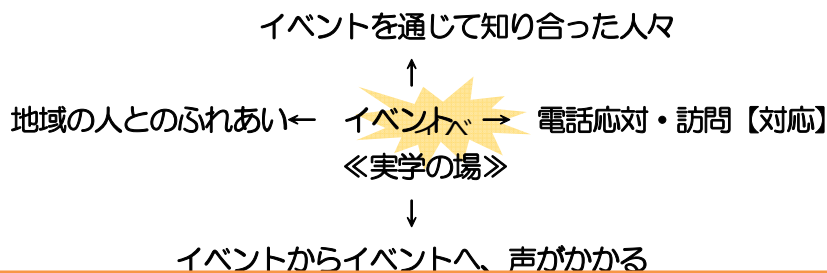 イベントを通じて知り合った人々
↑
地域の人とのふれあい← イベント → 電話応対・訪問【対応】
イベ
≪実学の場≫
↓
イベントからイベントへ、声がかかる